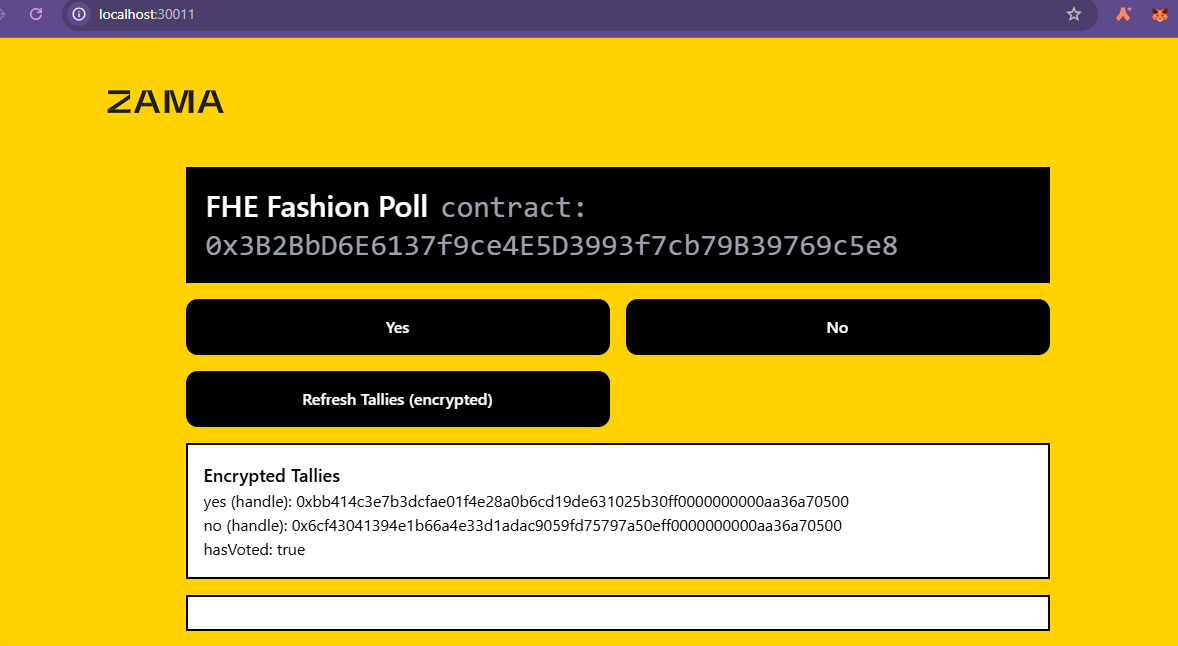 localhost:30011
ZAMA
FHE Fashion Poll contract:
0x3B2BbD6E6137f9ce4E5D3993f7cb79B39769c5e8
Yes
No
Refresh Tallies (encrypted)
Encrypted Tallies
yes (handle): 0xbb414c3e7b3dcfae01f4e28a0b6cd19de631025b30ff0000000000aa36a70500
no (handle): 0x6cf43041394e1b66a4e33d1adac9059fd75797a50eff0000000000aa36a70500
hasVoted: true